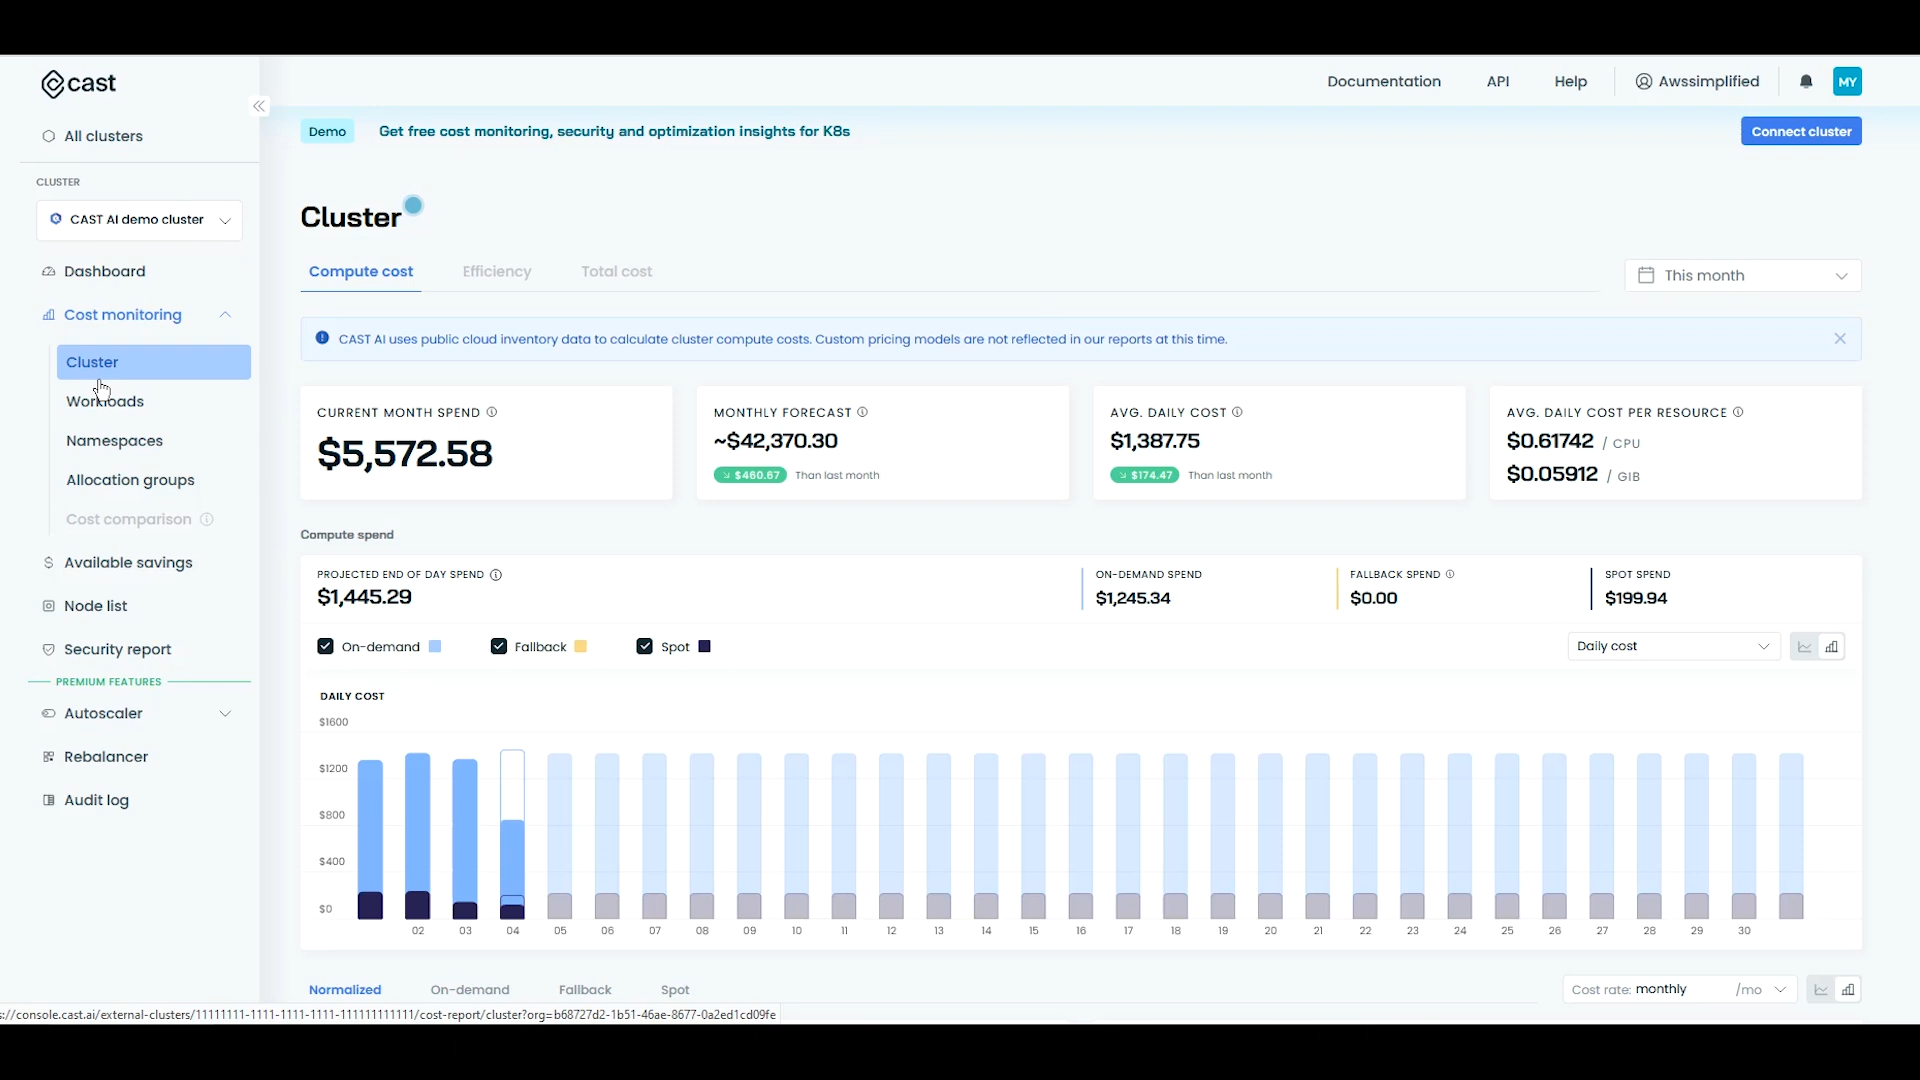 cast
Documentation
API
Help
Awssimplified
MY
All clusters
Demo
Get free cost monitoring, security and optimization insights for K8s
Connect cluster
CLUSTER
CAST AI demo cluster
Cluster
Dashboard
Compute cost
Efficiency
Total cost
This month
Cost monitoring
CAST AI uses public cloud inventory data to calculate cluster compute costs. Custom pricing models are not reflected in our reports at this time.
Cluster
Workloads
Namespaces
Allocation groups
Cost comparison
Available savings
Node list
Security report
PREMIUM FEATURES
Autoscaler
Rebalancer
Audit log
CURRENT MONTH SPEND
$5,572.58
MONTHLY FORECAST
~$42,370.30
$460.67 Than last month
AVG. DAILY COST
$1,387.75
$174.47 Than last month
AVG. DAILY COST PER RESOURCE
$0.61742 / CPU
$0.05912 / GIB
Compute spend
PROJECTED END OF DAY SPEND
$1,445.29
ON-DEMAND SPEND
$1,245.34
FALLBACK SPEND
$0.00
SPOT SPEND
$199.94
On-demand
Fallback
Spot
Daily cost
DAILY COST
$1600
$1200
$800
$400
$0
02 03 04 05 06 07 08 09 10 11 12 13 14 15 16 17 18 19 20 21 22 23 24 25 26 27 28 29 30
Normalized
On-demand
Fallback
Spot
Cost rate: monthly /mo
s://console.cast.ai/external-clusters/11111111-1111-1111-1111-111111111111/cost-report/cluster?org=b68727d2-1b51-46ae-8677-0a2ed1cd09fe